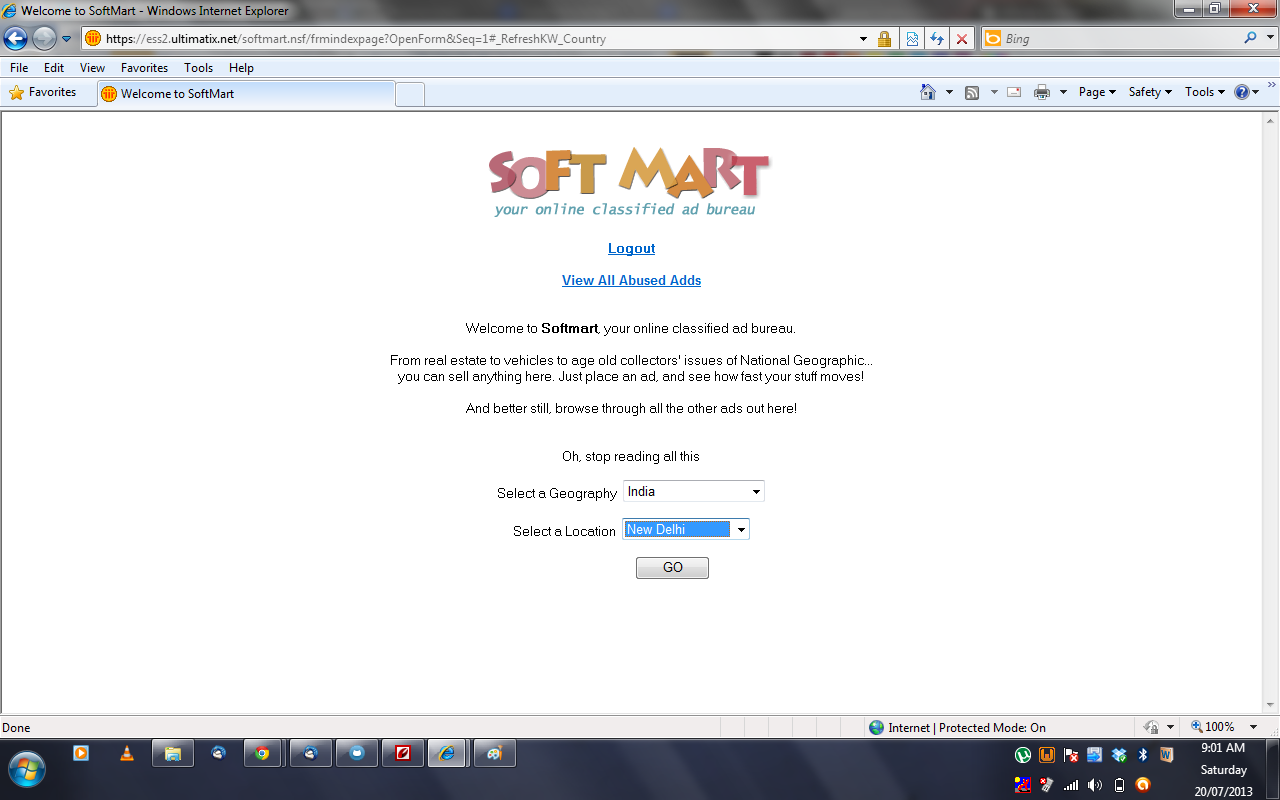 Welcome to SoftMart - Windows Internet Explorer
https://ess2.ultimatix.net/softmart.nsf/frmindexpage?OpenForm&Seq=1#_RefreshKW_Country
Bing
File Edit View Favorites Tools Help
Favorites
Welcome to SoftMart
Page Safety Tools
SOFT MART
your online classified ad bureau
Logout
View All Abused Adds
Welcome to Softmart, your online classified ad bureau.
From real estate to vehicles to age old collectors' issues of National Geographic...
you can sell anything here. Just place an ad, and see how fast your stuff moves!
And better still, browse through all the other ads out here!
Oh, stop reading all this
Select a Geography India
Select a Location New Delhi
GO
Done
Internet | Protected Mode: On
100%
9:01 AM
Saturday
20/07/2013